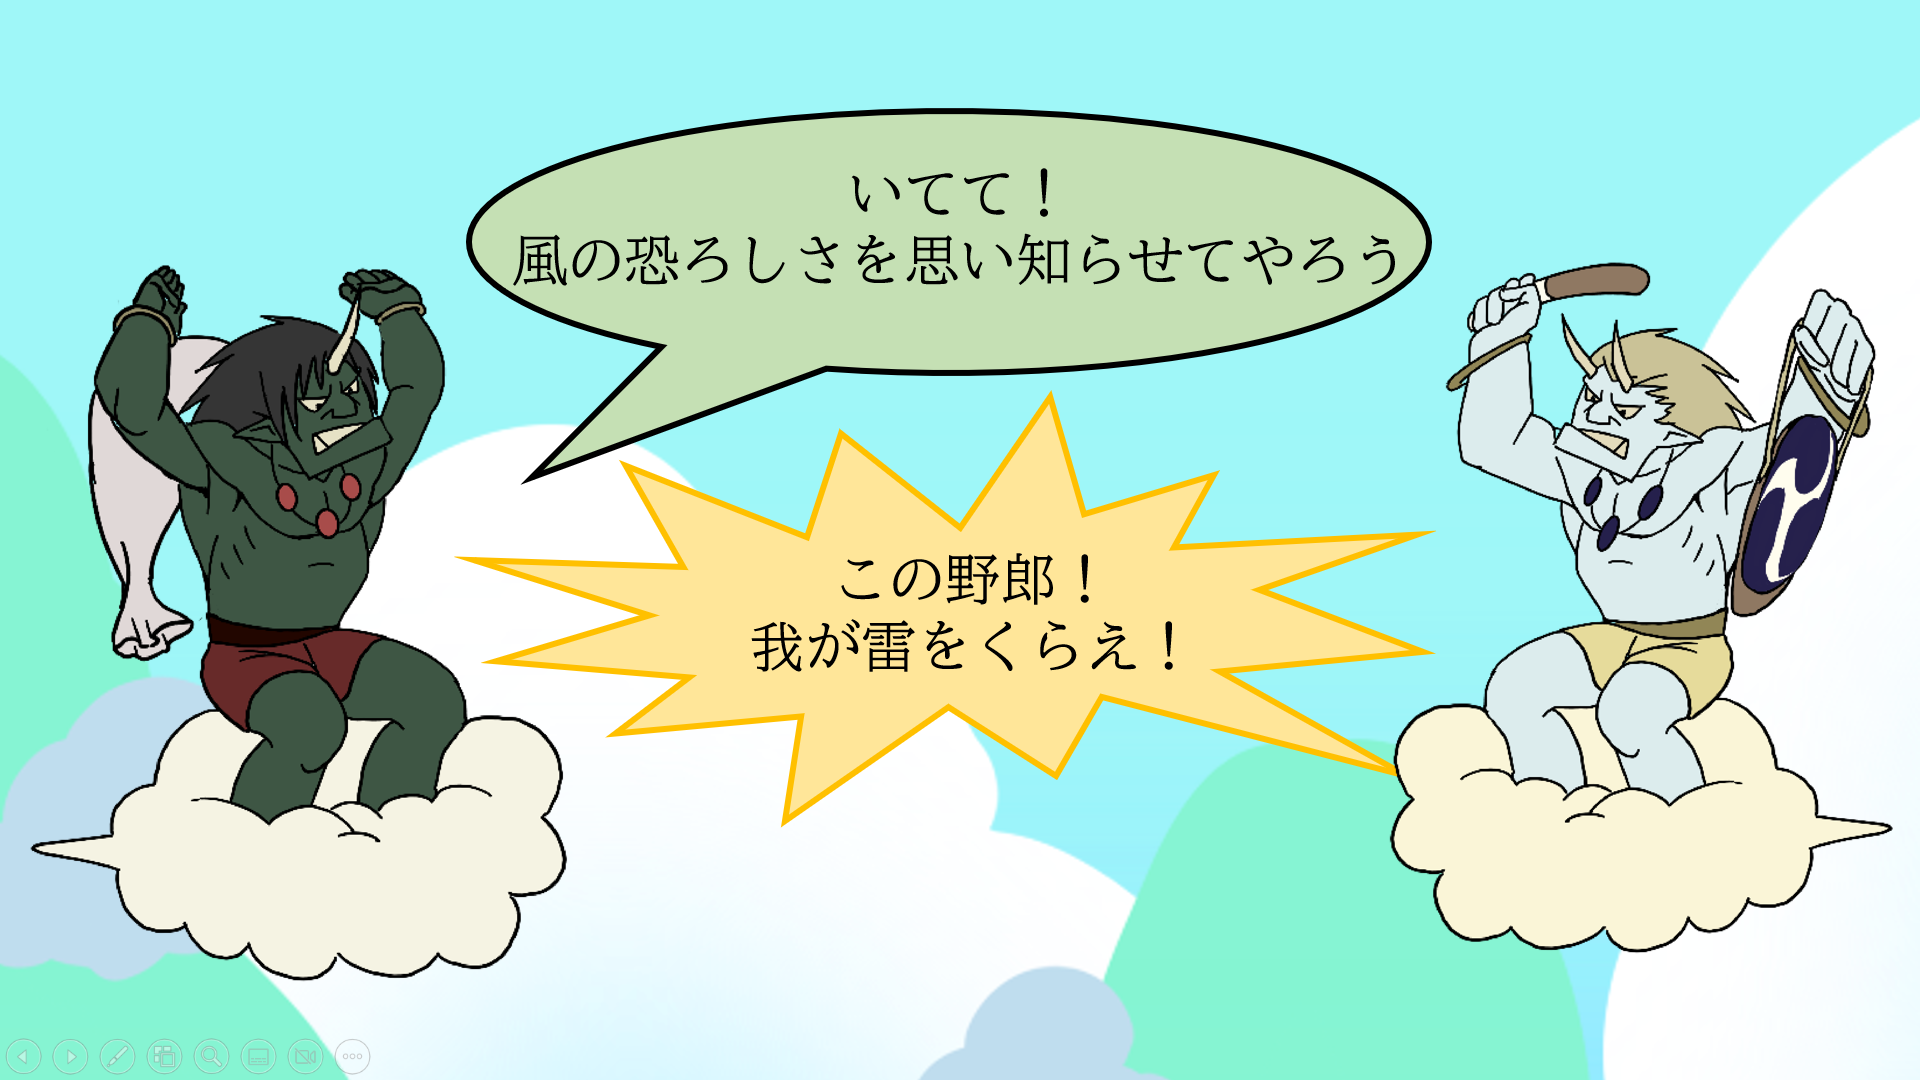 いてて！
風の恐ろしさを思い知らせてやろう
この野郎！
我が雷をくらえ！